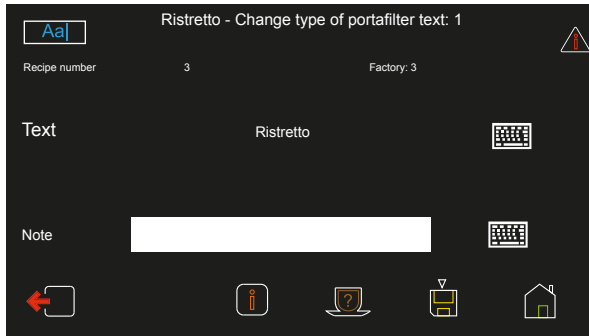 Aa
Ristretto - Change type of portafilter text: 1
Recipe number 3 Factory: 3
Text Ristretto
Note